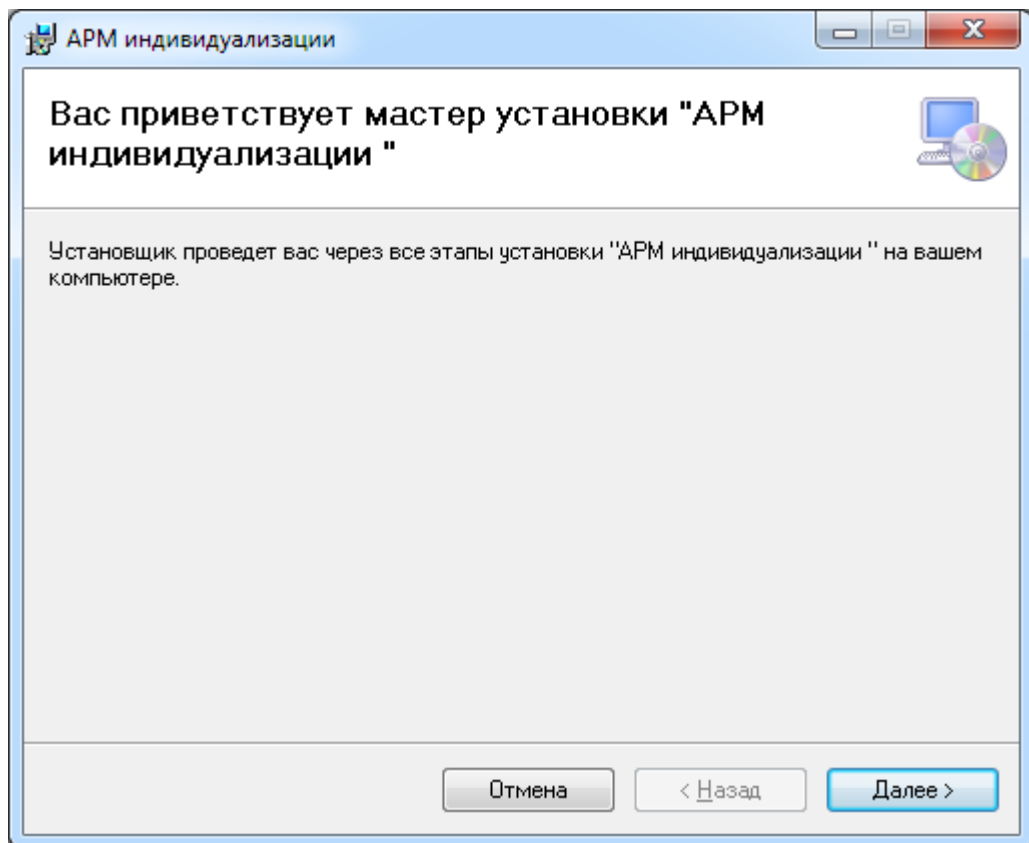 АРМ индивидуализации
Вас приветствует мастер установки "АРМ
индивидуализации "
Установщик проведет вас через все этапы установки "АРМ индивидуализации " на вашем
компьютере.
Отмена
< Назад
Далее >